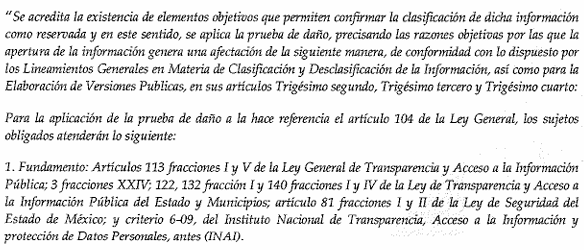 "Se acredita la existencia de elementos objetivos que permiten confirmar la clasificación de dicha información
como reservada y en este sentido, se aplica la prueba de daño, precisando las razones objetivas por las que la
apertura de la información genera una afectación de la siguiente manera, de conformidad con lo dispuesto por
los Lineamientos Generales en Materia de Clasificación y Desclasificación de la Información, así como para la
Elaboración de Versiones Publicas, en sus artículos Trigésimo segundo, Trigésimo tercero y Trigésimo cuarto:
Para la aplicación de la prueba de daño a la hace referencia el artículo 104 de la Ley General, los sujetos
obligados atenderán lo siguiente:
1. Fundamento: Artículos 113 fracciones I y V de la Ley General de Transparencia y Acceso a la Información
Pública; 3 fracciones XXIV; 122, 132 fracción I y 140 fracciones I y IV de la Ley de Transparencia y Acceso a
la Información Pública del Estado y Municipios; artículo 81 fracciones I y II de la Ley de Seguridad del
Estado de México; y criterio 6-09, del Instituto Nacional de Transparencia, Acceso a la Información y
protección de Datos Personales, antes (INAI).